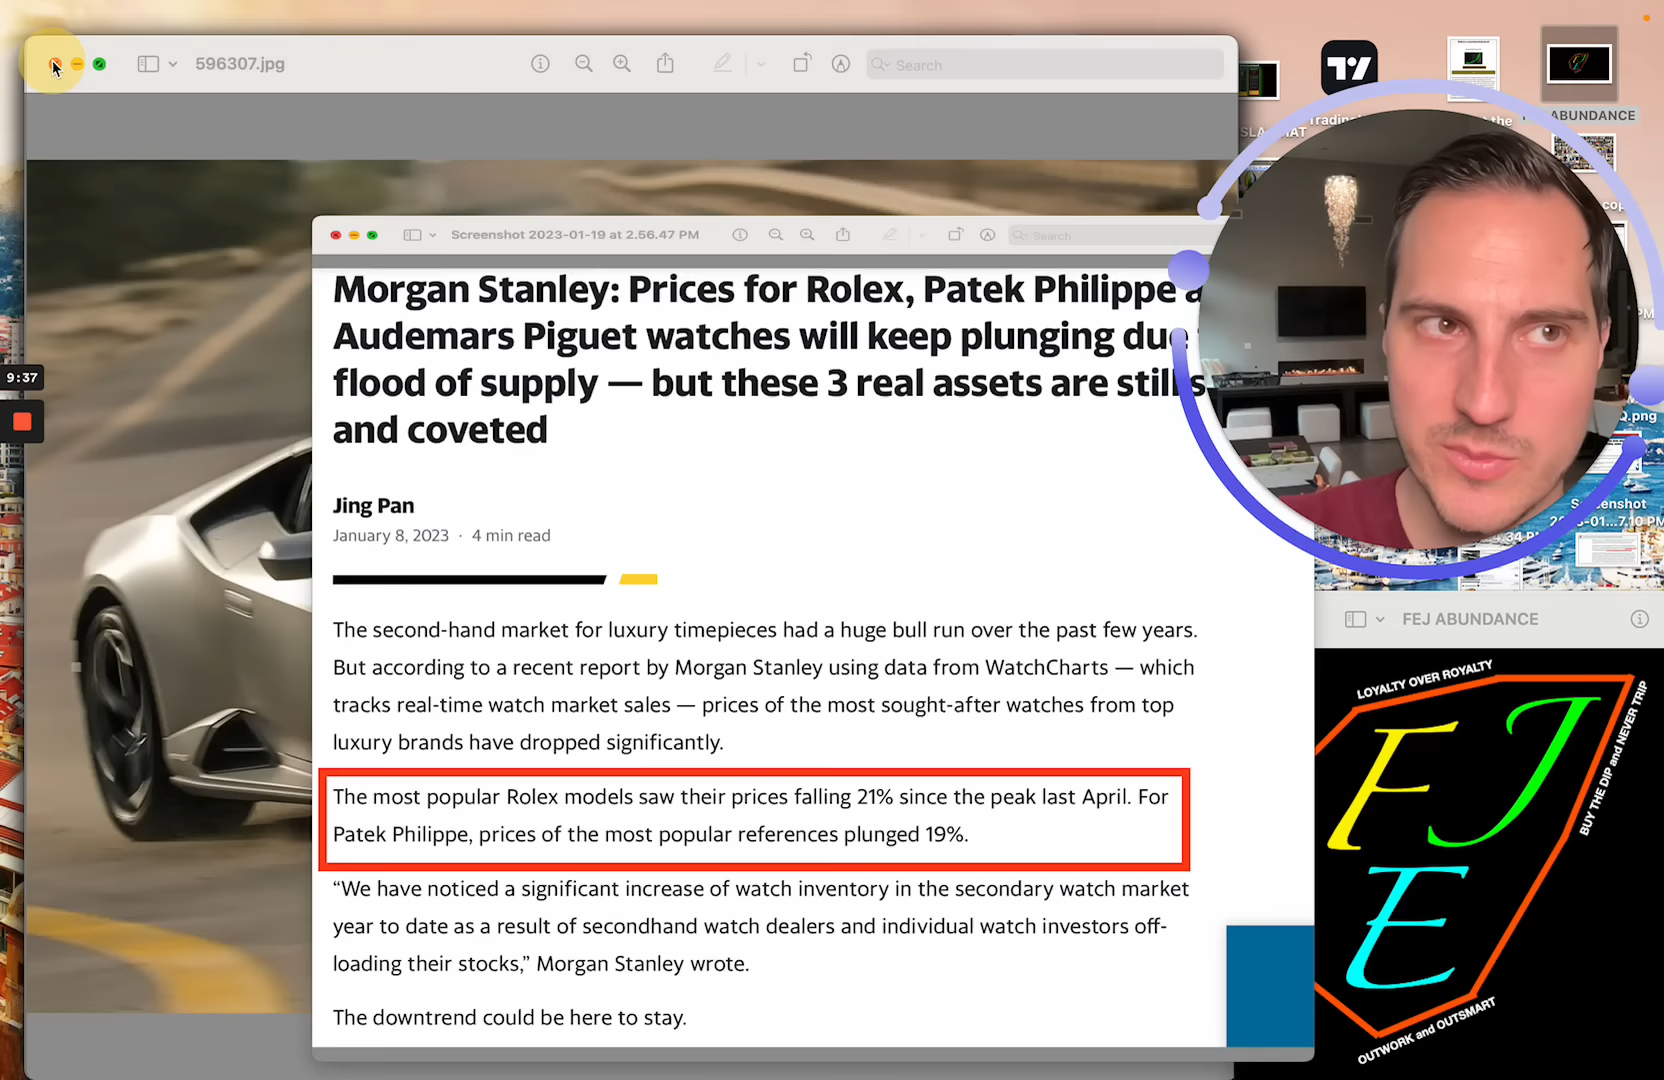 596307.jpg
Search
ABUNDANCE
Screenshot 2023-01-19 at 2.56.47 PM
Search
9:37
Morgan Stanley: Prices for Rolex, Patek Philippe a
Audemars Piguet watches will keep plunging due
flood of supply — but these 3 real assets are still s
and coveted
Jing Pan
January 8, 2023 · 4 min read
The second-hand market for luxury timepieces had a huge bull run over the past few years.
But according to a recent report by Morgan Stanley using data from WatchCharts — which
tracks real-time watch market sales — prices of the most sought-after watches from top
luxury brands have dropped significantly.
The most popular Rolex models saw their prices falling 21% since the peak last April. For
Patek Philippe, prices of the most popular references plunged 19%.
“We have noticed a significant increase of watch inventory in the secondary watch market
year to date as a result of secondhand watch dealers and individual watch investors off-
loading their stocks,” Morgan Stanley wrote.
The downtrend could be here to stay.
Q.png
FEJ ABUNDANCE
LOYALTY OVER ROYALTY
BUY THE DIP and NEVER TRIP
FJ
E
OUTWORK and OUTSMART